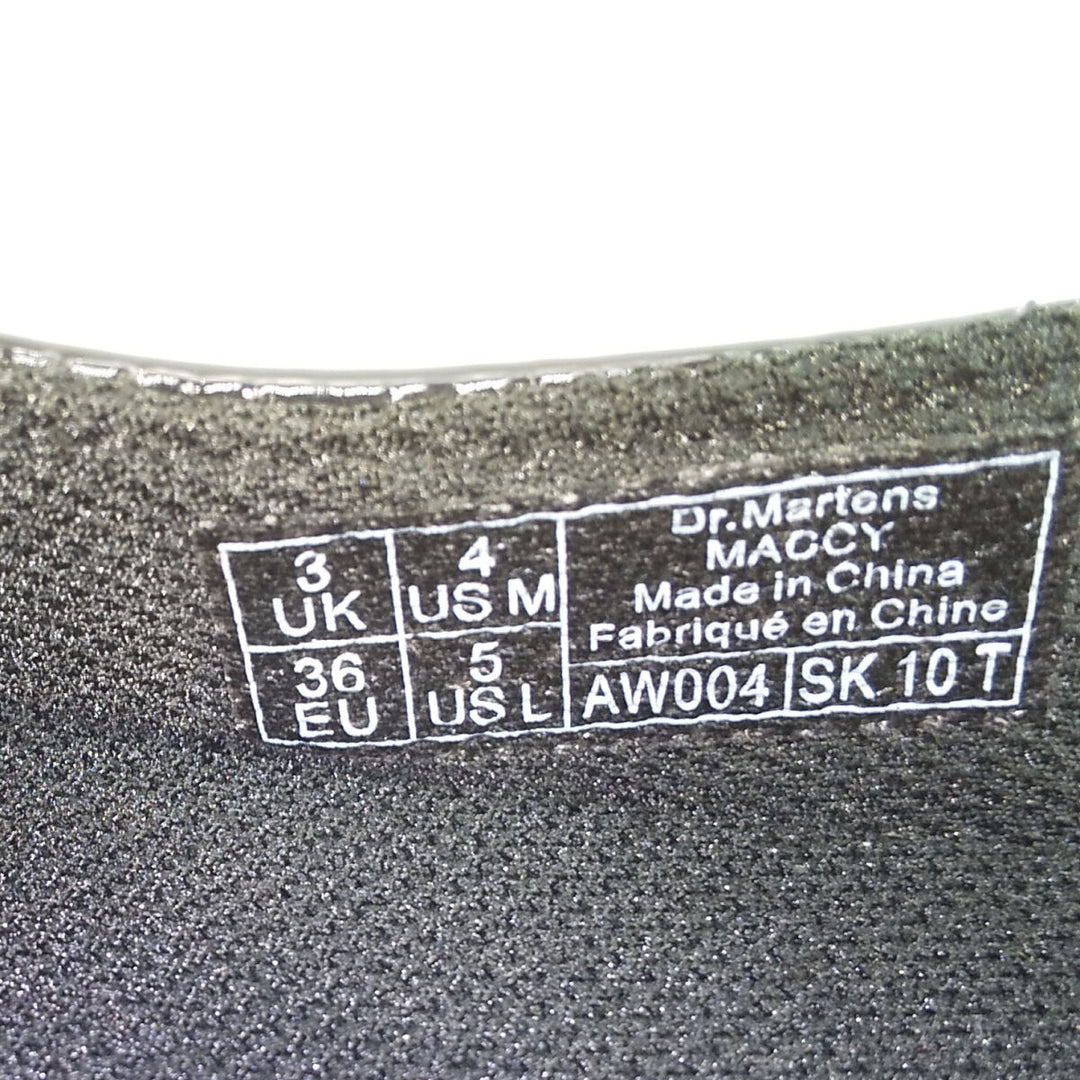 3
UK
4
US M
36
EU
5
US L
Dr.Martens
MACCY
Made in China
Fabriqué en Chine
AW004
SK 10 T